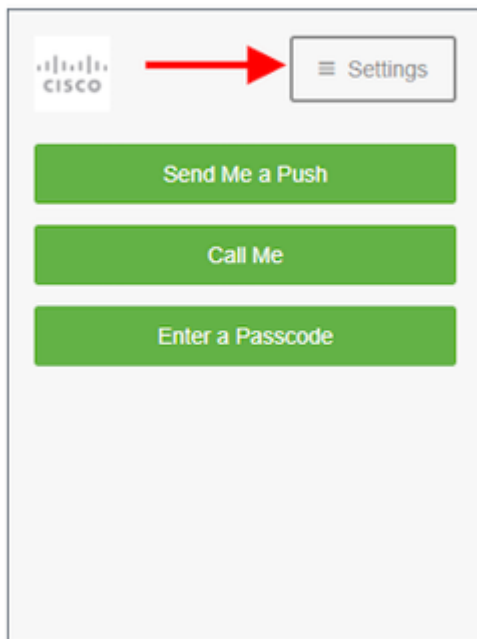 CISCO
≡ Settings
Send Me a Push
Call Me
Enter a Passcode